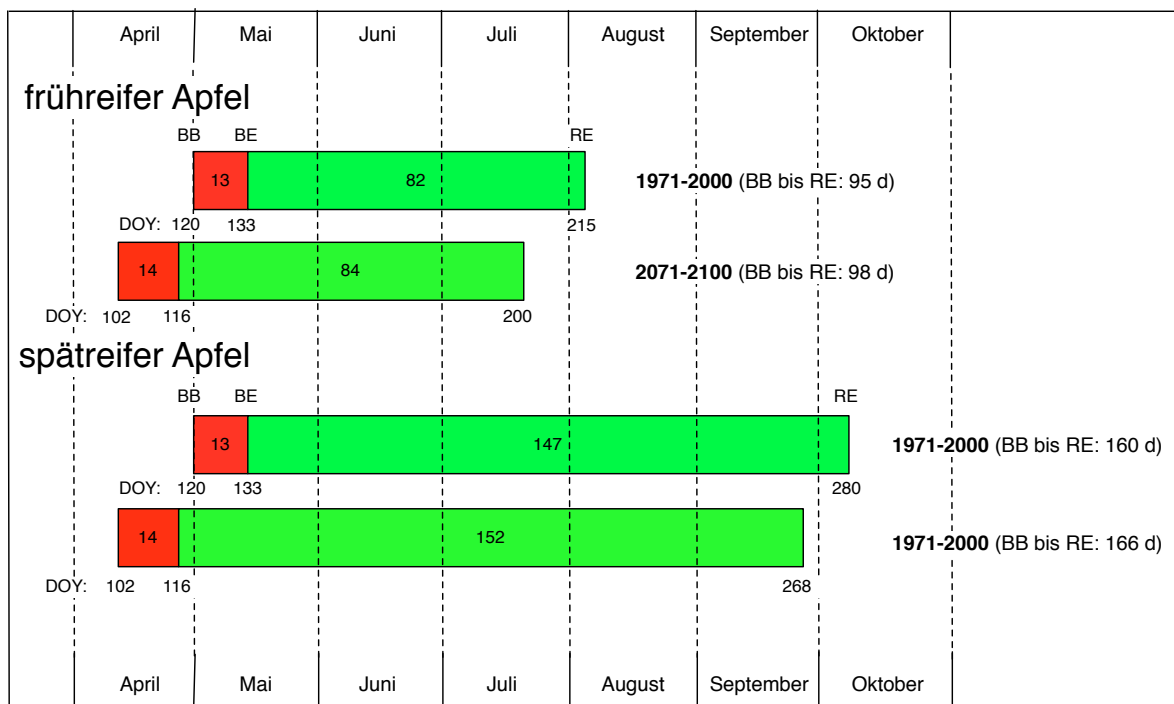 April Mai Juni Juli August September Oktober
frühreifer Apfel
BB BE RE
13 82 1971-2000 (BB bis RE: 95 d)
DOY: 120 133 215
14 84 2071-2100 (BB bis RE: 98 d)
DOY: 102 116 200
spätreifer Apfel
BB BE RE
13 147 1971-2000 (BB bis RE: 160 d)
DOY: 120 133 280
14 152 1971-2000 (BB bis RE: 166 d)
DOY: 102 116 268
April Mai Juni Juli August September Oktober